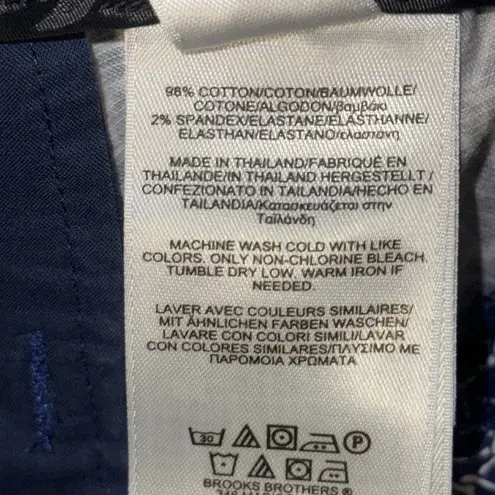 98% COTTON/COTON/BAUMWOLLE/
COTONE/ALGODON/βαμβάκι
2% SPANDEX/ELASTANE/ELASTHANNE/
ELASTHAN/ELASTANO/ελαστάνη
MADE IN THAILAND/FABRIQUÉ EN
THAILANDE/IN THAILAND HERGESTELLT /
CONFEZIONATO IN TAILANDIA/HECHO EN
TAILANDIA/Κατασκευάζεται στην
Ταϊλάνδη
MACHINE WASH COLD WITH LIKE
COLORS. ONLY NON-CHLORINE BLEACH.
TUMBLE DRY LOW. WARM IRON IF
NEEDED.
LAVER AVEC COULEURS SIMILAIRES/
MIT ÄHNLICHEN FARBEN WASCHEN/
LAVARE CON COLORI SIMILI/LAVAR
CON COLORES SIMILARES/ΠΛΥΣΙΜΟ ΜΕ
ΠΑΡΟΜΟΙΑ ΧΡΩΜΑΤΑ
30 P
BROOKS BROTHERS
346